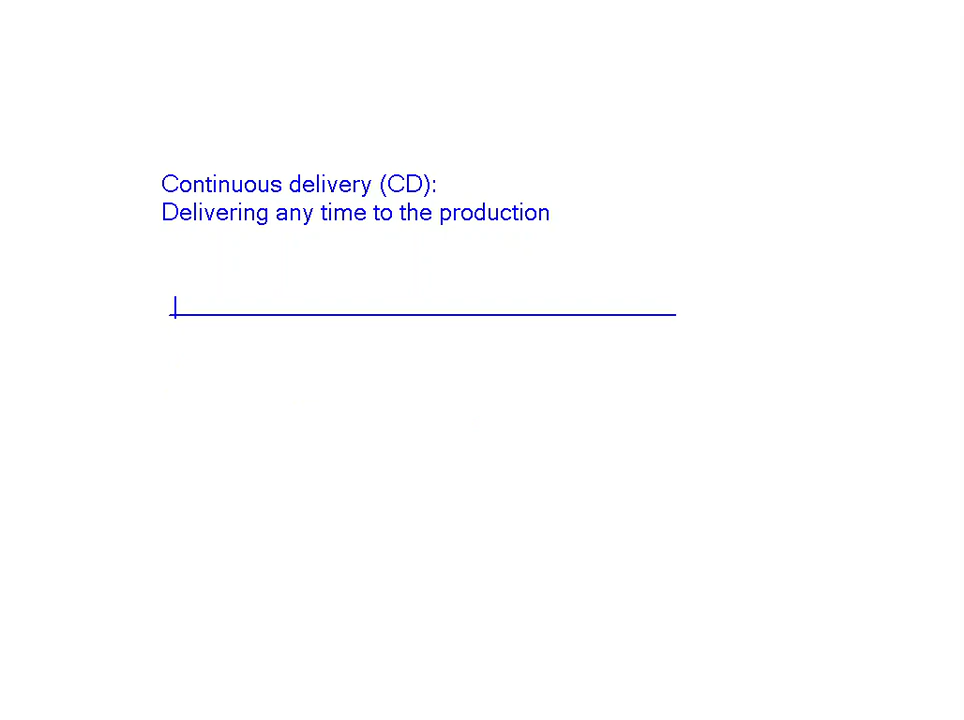 Continuous delivery (CD):
Delivering any time to the production